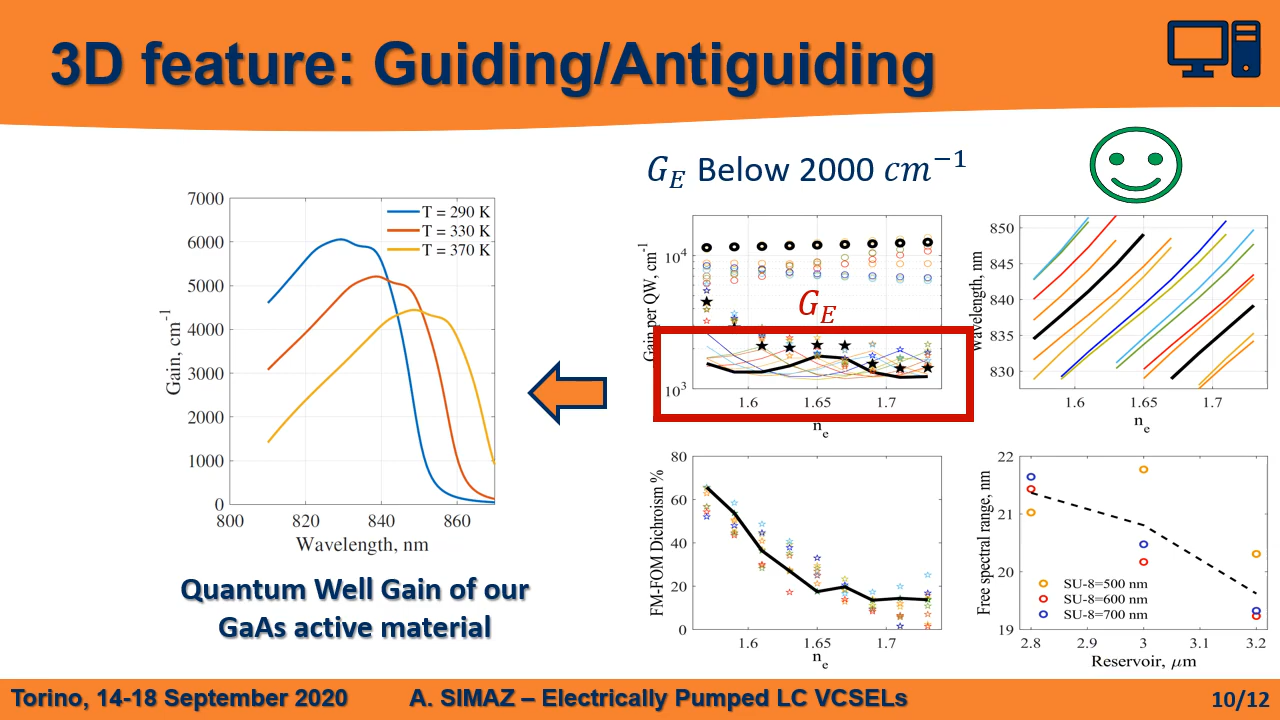 3D feature: Guiding/Antiguiding
G_E Below 2000 cm⁻¹
7000
6000
5000
4000
3000
2000
1000
0
Gain, cm⁻¹
T = 290 K
T = 330 K
T = 370 K
800
820
840
860
Wavelength, nm
Quantum Well Gain of our
GaAs active material
Gain per QW, cm⁻¹
10⁴
10³
G_E
1.6
1.65
1.7
n_e
Wavelength, nm
850
845
840
835
830
1.6
1.65
1.7
n_e
FM-FOM Dichroism %
80
60
40
20
0
1.6
1.65
1.7
n_e
Free spectral range, nm
22
21
20
19
SU-8=500 nm
SU-8=600 nm
SU-8=700 nm
2.8
2.9
3
3.1
3.2
Reservoir, μm
Torino, 14-18 September 2020
A. SIMAZ – Electrically Pumped LC VCSELs
10/12